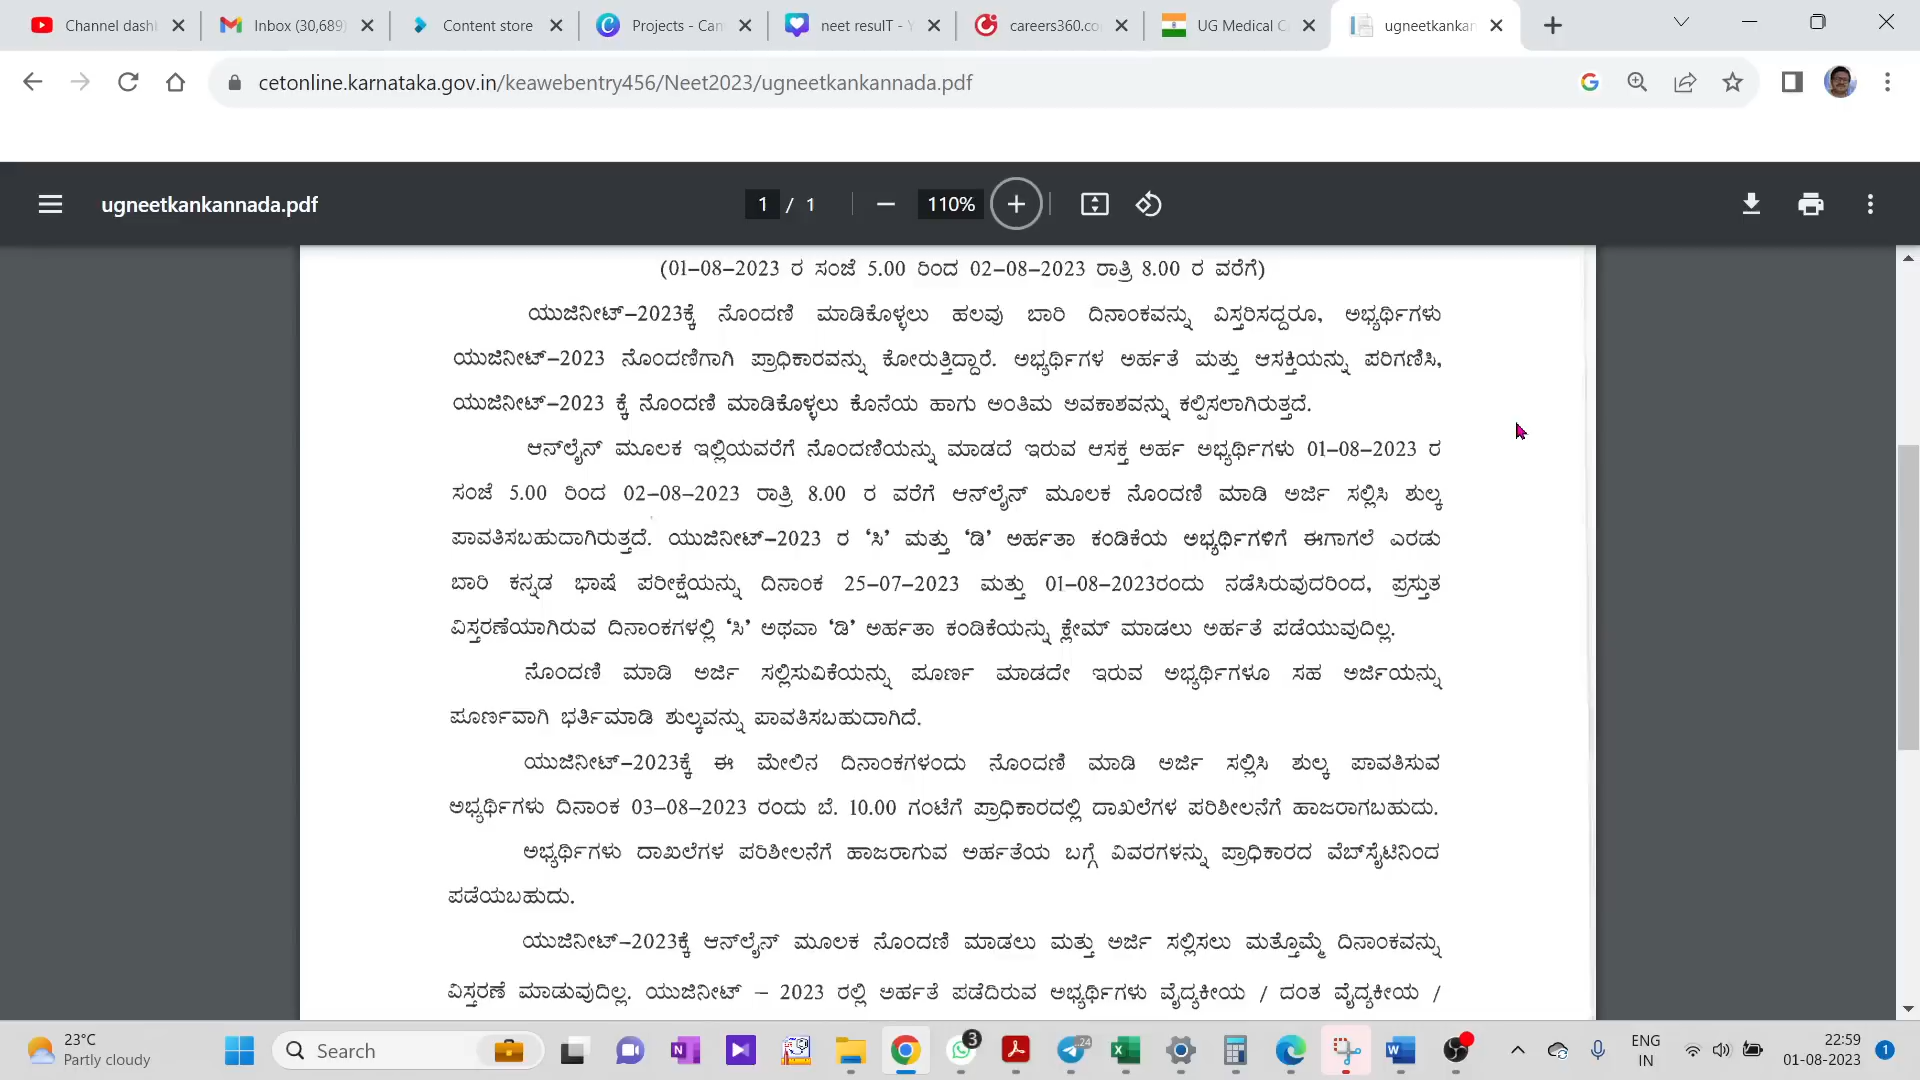 Channel dash
Inbox (30,689)
Content store
Projects - Can
neet resulT - Y
careers360.co
UG Medical C
ugneetkankan
cetonline.karnataka.gov.in/keawebentry456/Neet2023/ugneetkankannada.pdf
ugneetkankannada.pdf
1 / 1
110%
(01-08-2023 ರ ಸಂಜೆ 5.00 ರಿಂದ 02-08-2023 ರಾತ್ರಿ 8.00 ರ ವರೆಗೆ)
ಯುಜಿನೀಟ್-2023ಕ್ಕೆ ನೊಂದಣಿ ಮಾಡಿಕೊಳ್ಳಲು ಹಲವು ಬಾರಿ ದಿನಾಂಕವನ್ನು ವಿಸ್ತರಿಸದ್ದರೂ, ಅಭ್ಯರ್ಥಿಗಳು
ಯುಜಿನೀಟ್-2023 ನೊಂದಣಿಗಾಗಿ ಪ್ರಾಧಿಕಾರವನ್ನು ಕೋರುತ್ತಿದ್ದಾರೆ. ಅಭ್ಯರ್ಥಿಗಳ ಅರ್ಹತೆ ಮತ್ತು ಆಸಕ್ತಿಯನ್ನು ಪರಿಗಣಿಸಿ,
ಯುಜಿನೀಟ್-2023 ಕ್ಕೆ ನೊಂದಣಿ ಮಾಡಿಕೊಳ್ಳಲು ಕೊನೆಯ ಹಾಗು ಅಂತಿಮ ಅವಕಾಶವನ್ನು ಕಲ್ಪಿಸಲಾಗಿರುತ್ತದೆ.
ಆನ್‌ಲೈನ್ ಮೂಲಕ ಇಲ್ಲಿಯವರೆಗೆ ನೊಂದಣಿಯನ್ನು ಮಾಡದೆ ಇರುವ ಆಸಕ್ತ ಅರ್ಹ ಅಭ್ಯರ್ಥಿಗಳು 01-08-2023 ರ
ಸಂಜೆ 5.00 ರಿಂದ 02-08-2023 ರಾತ್ರಿ 8.00 ರ ವರೆಗೆ ಆನ್‌ಲೈನ್ ಮೂಲಕ ನೊಂದಣಿ ಮಾಡಿ ಅರ್ಜಿ ಸಲ್ಲಿಸಿ ಶುಲ್ಕ
ಪಾವತಿಸಬಹುದಾಗಿರುತ್ತದೆ. ಯುಜಿನೀಟ್-2023 ರ 'ಸಿ' ಮತ್ತು 'ಡಿ' ಅರ್ಹತಾ ಕಂಡಿಕೆಯ ಅಭ್ಯರ್ಥಿಗಳಿಗೆ ಈಗಾಗಲೆ ಎರಡು
ಬಾರಿ ಕನ್ನಡ ಭಾಷೆ ಪರೀಕ್ಷೆಯನ್ನು ದಿನಾಂಕ 25-07-2023 ಮತ್ತು 01-08-2023ರಂದು ನಡೆಸಿರುವುದರಿಂದ, ಪ್ರಸ್ತುತ
ವಿಸ್ತರಣೆಯಾಗಿರುವ ದಿನಾಂಕಗಳಲ್ಲಿ 'ಸಿ' ಅಥವಾ 'ಡಿ' ಅರ್ಹತಾ ಕಂಡಿಕೆಯನ್ನು ಕ್ಲೇಮ್ ಮಾಡಲು ಅರ್ಹತೆ ಪಡೆಯುವುದಿಲ್ಲ.
ನೊಂದಣಿ ಮಾಡಿ ಅರ್ಜಿ ಸಲ್ಲಿಸುವಿಕೆಯನ್ನು ಪೂರ್ಣ ಮಾಡದೇ ಇರುವ ಅಭ್ಯರ್ಥಿಗಳೂ ಸಹ ಅರ್ಜಿಯನ್ನು
ಪೂರ್ಣವಾಗಿ ಭರ್ತಿಮಾಡಿ ಶುಲ್ಕವನ್ನು ಪಾವತಿಸಬಹುದಾಗಿದೆ.
ಯುಜಿನೀಟ್-2023ಕ್ಕೆ ಈ ಮೇಲಿನ ದಿನಾಂಕಗಳಂದು ನೊಂದಣಿ ಮಾಡಿ ಅರ್ಜಿ ಸಲ್ಲಿಸಿ ಶುಲ್ಕ ಪಾವತಿಸುವ
ಅಭ್ಯರ್ಥಿಗಳು ದಿನಾಂಕ 03-08-2023 ರಂದು ಬೆ. 10.00 ಗಂಟೆಗೆ ಪ್ರಾಧಿಕಾರದಲ್ಲಿ ದಾಖಲೆಗಳ ಪರಿಶೀಲನೆಗೆ ಹಾಜರಾಗಬಹುದು.
ಅಭ್ಯರ್ಥಿಗಳು ದಾಖಲೆಗಳ ಪರಿಶೀಲನೆಗೆ ಹಾಜರಾಗುವ ಅರ್ಹತೆಯ ಬಗ್ಗೆ ವಿವರಗಳನ್ನು ಪ್ರಾಧಿಕಾರದ ವೆಬ್‌ಸೈಟಿನಿಂದ
ಪಡೆಯಬಹುದು.
ಯುಜಿನೀಟ್-2023ಕ್ಕೆ ಆನ್‌ಲೈನ್ ಮೂಲಕ ನೊಂದಣಿ ಮಾಡಲು ಮತ್ತು ಅರ್ಜಿ ಸಲ್ಲಿಸಲು ಮತ್ತೊಮ್ಮೆ ದಿನಾಂಕವನ್ನು
ವಿಸ್ತರಣೆ ಮಾಡುವುದಿಲ್ಲ. ಯುಜಿನೀಟ್ - 2023 ರಲ್ಲಿ ಅರ್ಹತೆ ಪಡೆದಿರುವ ಅಭ್ಯರ್ಥಿಗಳು ವೈದ್ಯಕೀಯ / ದಂತ ವೈದ್ಯಕೀಯ /
23°C
Partly cloudy
Search
3
24
ENG
IN
22:59
01-08-2023
1